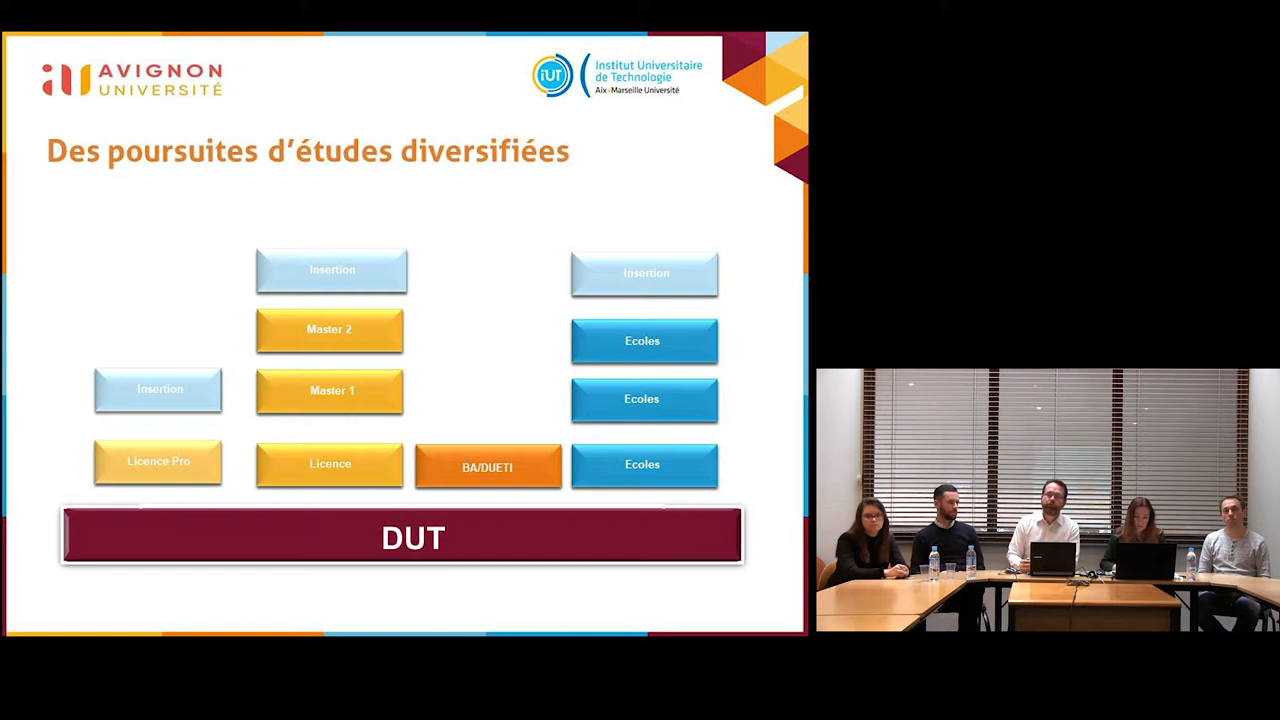 AVIGNON
UNIVERSITÉ
iUT
Institut Universitaire
de Technologie
Aix*Marseille Université
Des poursuites d'études diversifiées
Insertion
Insertion
Master 2
Ecoles
Insertion
Master 1
Ecoles
Licence Pro
Licence
BA/DUETI
Ecoles
DUT